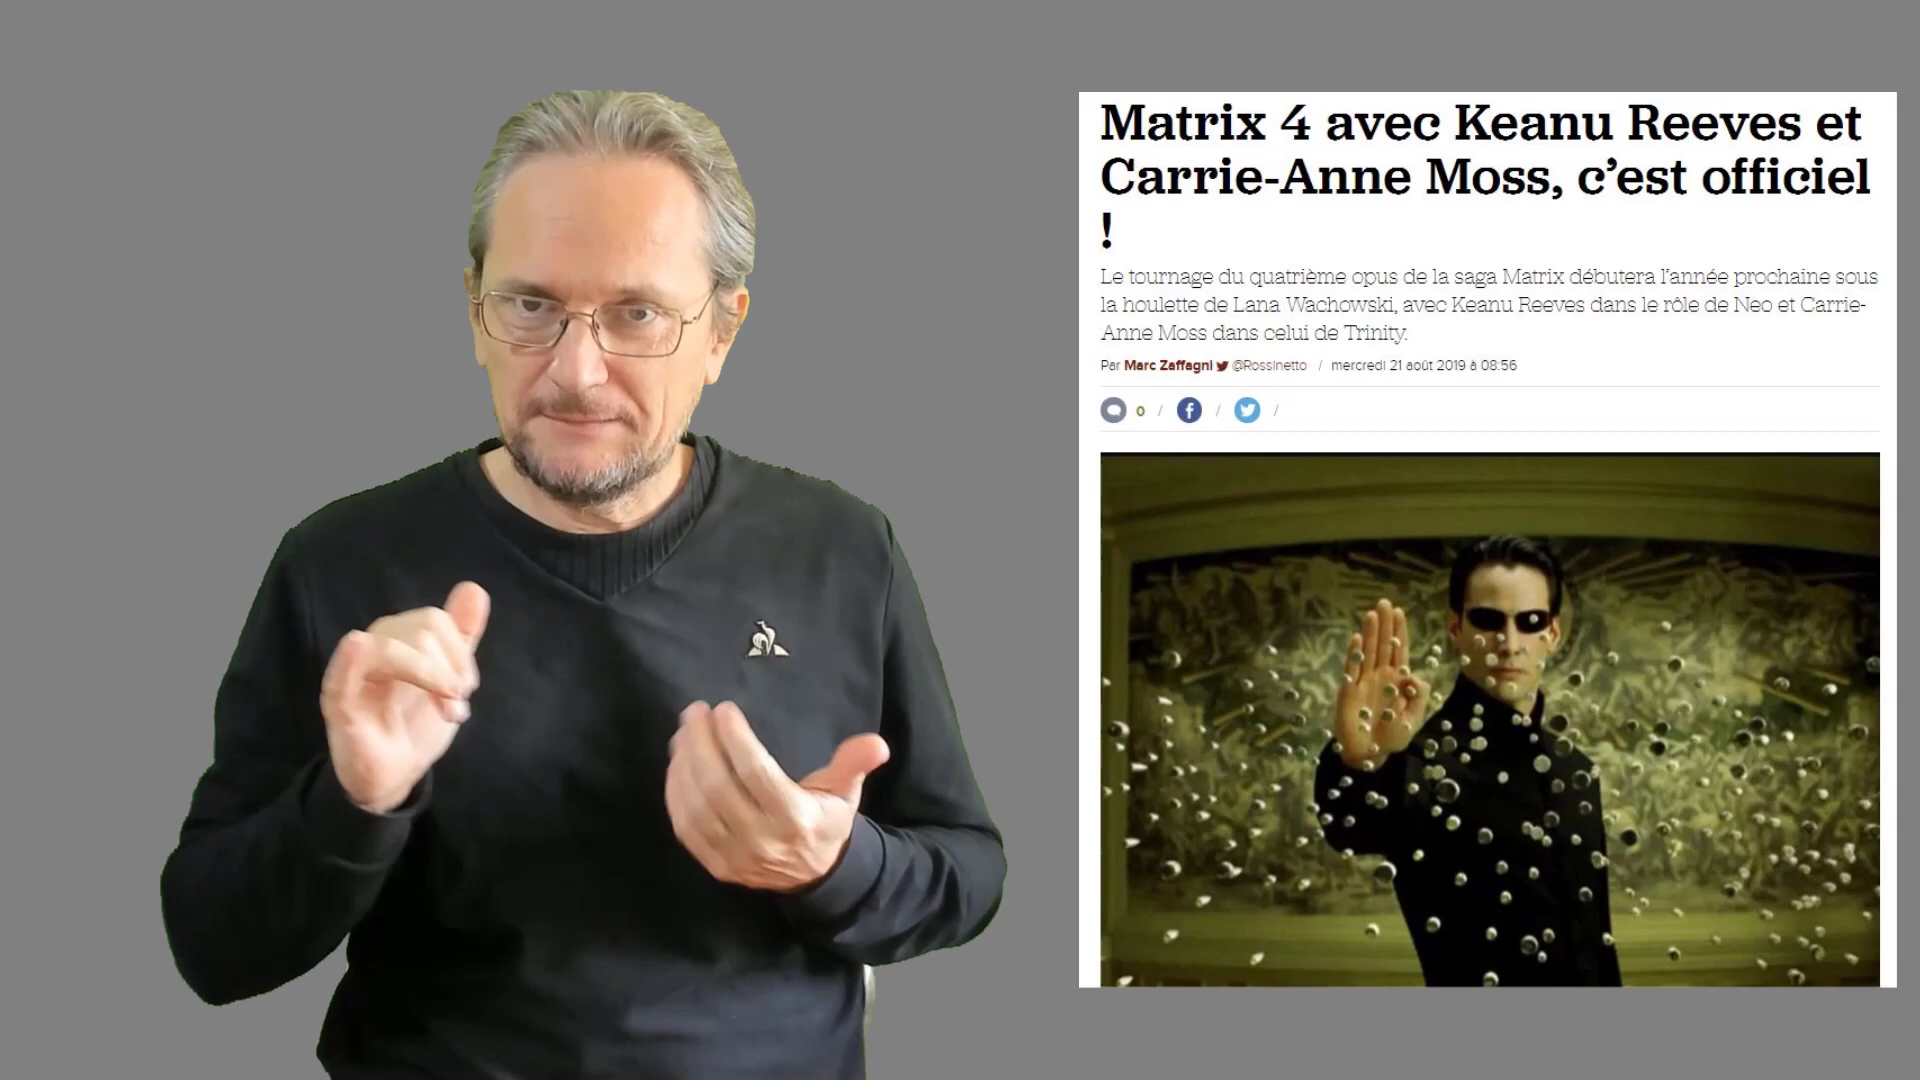 Matrix 4 avec Keanu Reeves et
Carrie-Anne Moss, c’est officiel
!
Le tournage du quatrième opus de la saga Matrix débutera l’année prochaine sous
la houlette de Lana Wachowski, avec Keanu Reeves dans le rôle de Neo et Carrie-
Anne Moss dans celui de Trinity.
Par Marc Zaffagni @Rossinetto / mercredi 21 août 2019 à 08:56
0 / / /